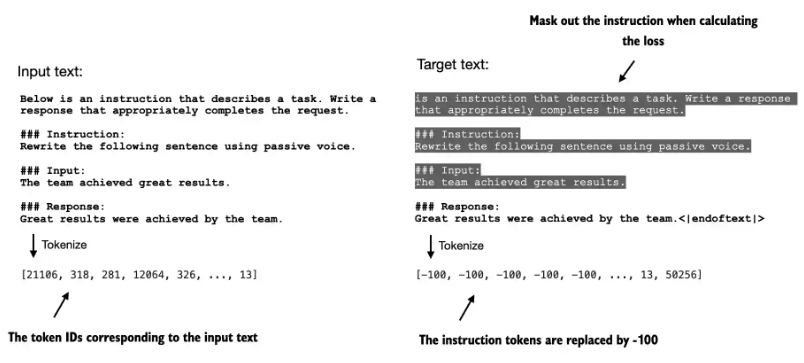 Mask out the instruction when calculating
the loss
Input text:
Below is an instruction that describes a task. Write a
response that appropriately completes the request.
### Instruction:
Rewrite the following sentence using passive voice.
### Input:
The team achieved great results.
### Response:
Great results were achieved by the team.
Tokenize
[21106, 318, 281, 12064, 326, ..., 13]
The token IDs corresponding to the input text
Target text:
is an instruction that describes a task. Write a response
that appropriately completes the request.
### Instruction:
Rewrite the following sentence using passive voice.
### Input:
The team achieved great results.
### Response:
Great results were achieved by the team.<|endoftext|>
Tokenize
[-100, -100, -100, -100, -100, ..., 13, 50256]
The instruction tokens are replaced by -100